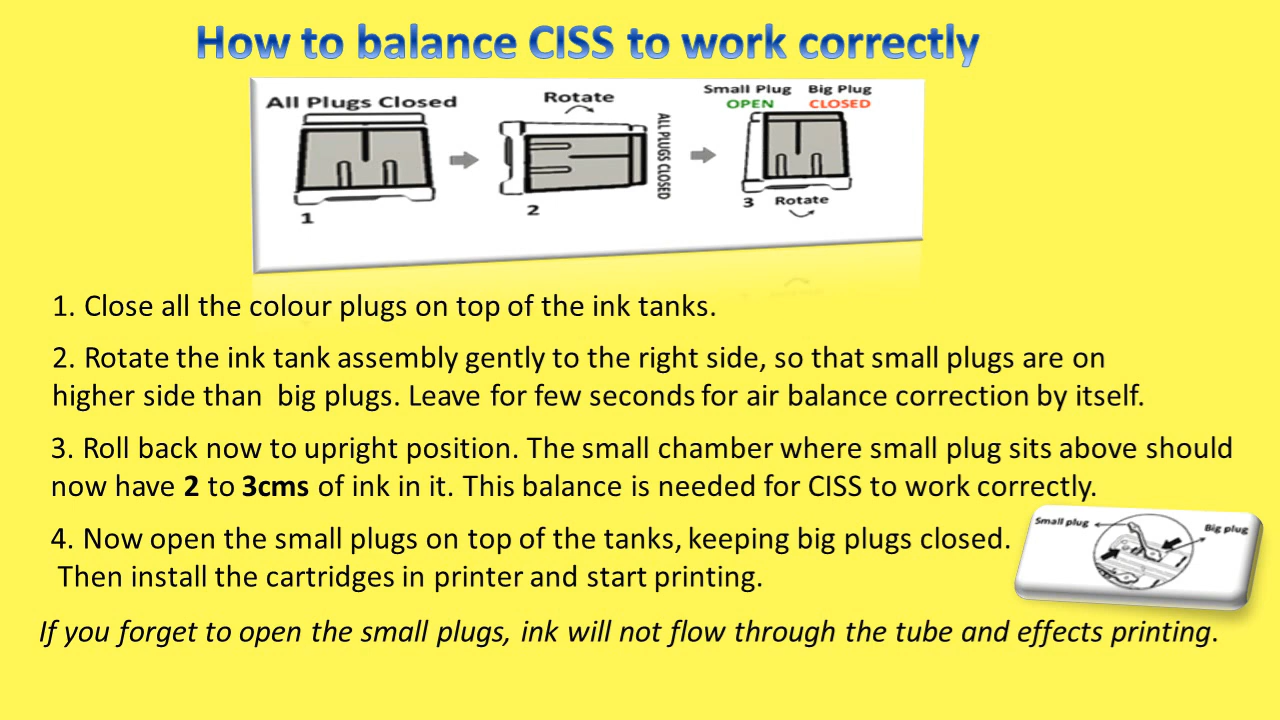 How to balance CISS to work correctly
All Plugs Closed
Rotate
Small Plug Big Plug
OPEN CLOSED
ALL PLUGS CLOSED
1
2
3 Rotate
1. Close all the colour plugs on top of the ink tanks.
2. Rotate the ink tank assembly gently to the right side, so that small plugs are on
higher side than big plugs. Leave for few seconds for air balance correction by itself.
3. Roll back now to upright position. The small chamber where small plug sits above should
now have 2 to 3cms of ink in it. This balance is needed for CISS to work correctly.
4. Now open the small plugs on top of the tanks, keeping big plugs closed.
Then install the cartridges in printer and start printing.
Small plug
Big plug
If you forget to open the small plugs, ink will not flow through the tube and effects printing.